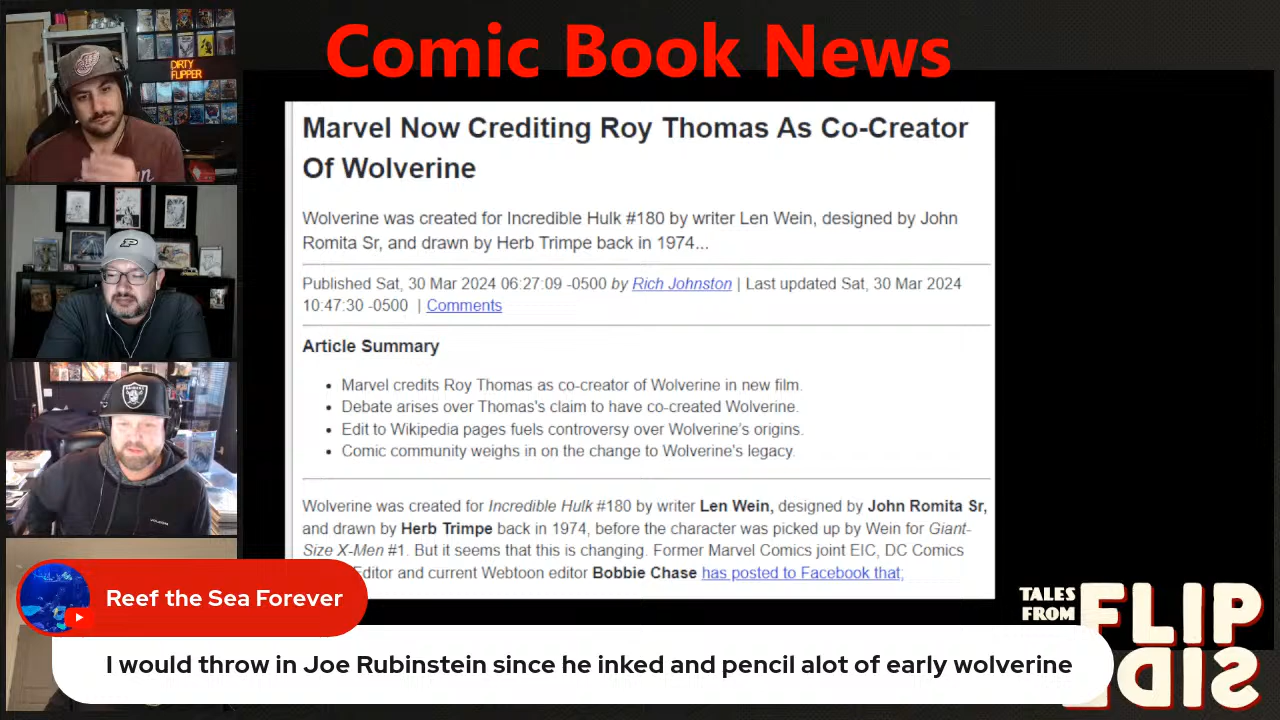 Comic Book News
DIRTY
FLIPPER
Marvel Now Crediting Roy Thomas As Co-Creator
Of Wolverine
Wolverine was created for Incredible Hulk #180 by writer Len Wein, designed by John
Romita Sr, and drawn by Herb Trimpe back in 1974...
Published Sat, 30 Mar 2024 06:27:09 -0500 by Rich Johnston | Last updated Sat, 30 Mar 2024
10:47:30 -0500 | Comments
Article Summary
• Marvel credits Roy Thomas as co-creator of Wolverine in new film.
• Debate arises over Thomas's claim to have co-created Wolverine.
• Edit to Wikipedia pages fuels controversy over Wolverine's origins.
• Comic community weighs in on the change to Wolverine's legacy.
Wolverine was created for Incredible Hulk #180 by writer Len Wein, designed by John Romita Sr,
and drawn by Herb Trimpe back in 1974, before the character was picked up by Wein for Giant-
Size X-Men #1. But it seems that this is changing. Former Marvel Comics joint EIC, DC Comics
Editor and current Webtoon editor Bobbie Chase has posted to Facebook that;
Reef the Sea Forever
I would throw in Joe Rubinstein since he inked and pencil alot of early wolverine
TALES
FROM
FLIP
SIDE